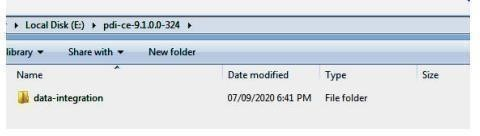 Local Disk (E:) pdi-ce-9.1.0.0-324
library Share with New folder
Name Date modified Type Size
data-integration 07/09/2020 6:41 PM File folder